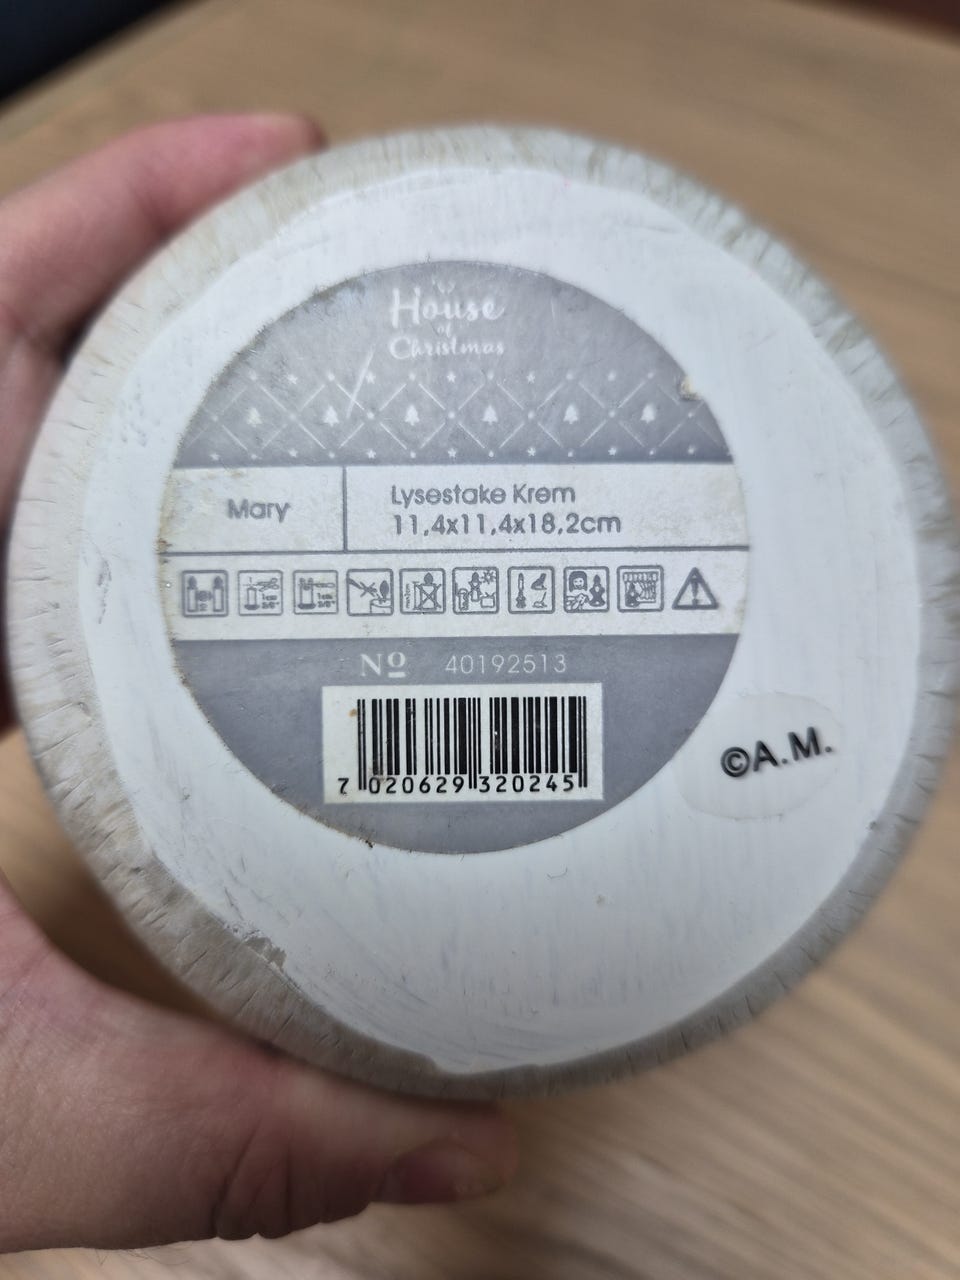 House
of
Christmas
Mary
Lysestake Krem
11,4x11,4x18,2cm
Nº 40192513
7 020629 320245
©A.M.